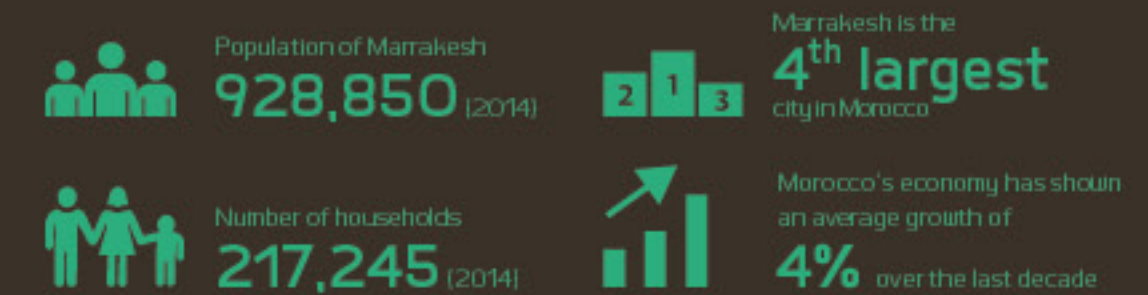 Population of Marrakesh
928,850 (2014)
2 1 3
Marrakesh is the
4th largest
city in Morocco
Number of households
217,245 (2014)
Morocco's economy has shown
an average growth of
4% over the last decade